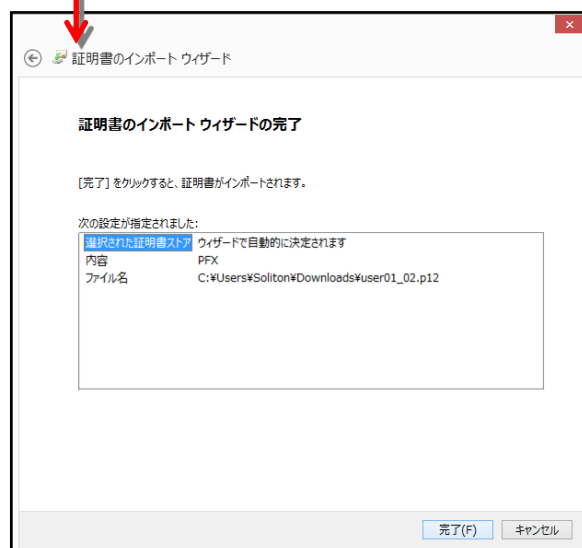 証明書のインポート ウィザード
証明書のインポート ウィザードの完了
[完了] をクリックすると、証明書がインポートされます。
次の設定が指定されました:
選択された証明書ストア ウィザードで自動的に決定されます
内容 PFX
ファイル名 C:¥Users¥Soliton¥Downloads¥user01_02.p12
完了(F) キャンセル